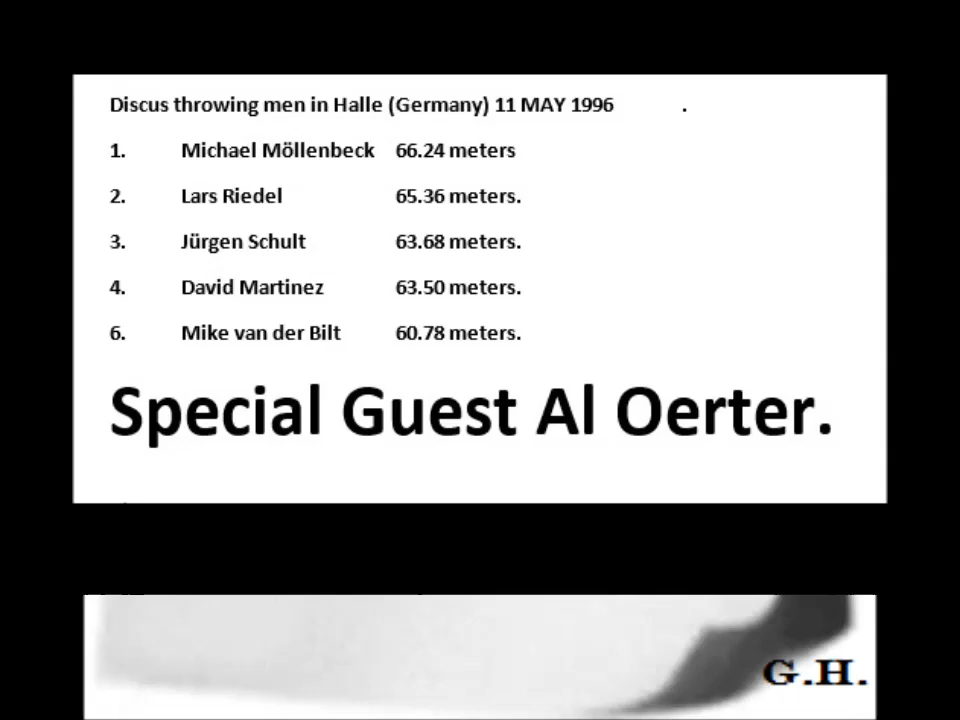 Discus throwing men in Halle (Germany) 11 MAY 1996 .
1. Michael Möllenbeck 66.24 meters
2. Lars Riedel 65.36 meters.
3. Jürgen Schult 63.68 meters.
4. David Martinez 63.50 meters.
6. Mike van der Bilt 60.78 meters.
Special Guest Al Oerter.
G.H.